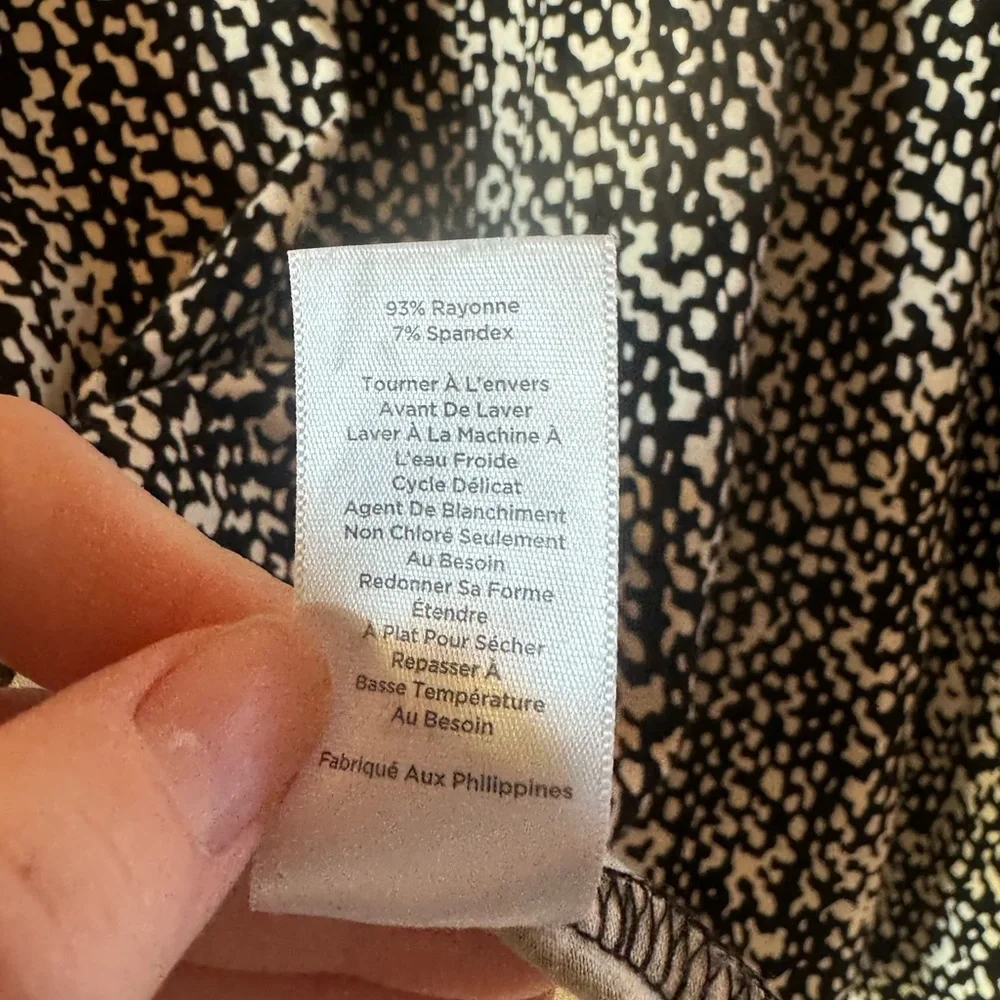 93% Rayonne
7% Spandex
Tourner À L'envers
Avant De Laver
Laver À La Machine À
L'eau Froide
Cycle Délicat
Agent De Blanchiment
Non Chloré Seulement
Au Besoin
Redonner Sa Forme
Étendre
À Plat Pour Sécher
Repasser À
Basse Température
Au Besoin
Fabriqué Aux Philippines